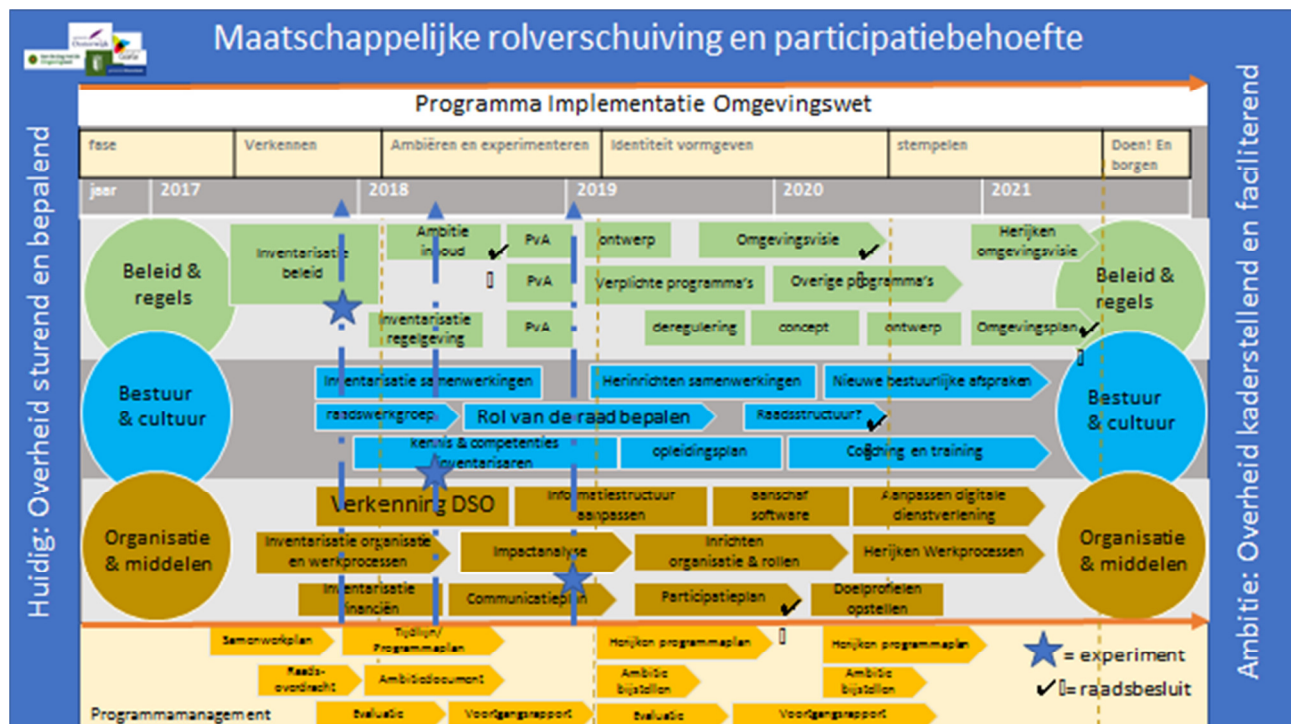 Maatschappelijke rolverschuiving en participatiebehoefte
Huidig: Overheid sturend en bepalend
Ambitie: Overheid kaderstellend en faciliterend
Programma Implementatie Omgevingswet
fase
Verkennen
Ambiëren en experimenteren
Identiteit vormgeven
stempelen
Doen! En
borgen
jaar
2017
2018
2019
2020
2021
Beleid &
regels
Inventarisatie
beleid
Ambitie
inhoud
PvA
ontwerp
Omgevingsvisie
Herijken
omgevingsvisie
PvA
Verplichte programma's
Overige programma's
Inventarisatie
regelgeving
PvA
deregulering
concept
ontwerp
Omgevingsplan
Beleid &
regels
Bestuur
& cultuur
Inventarisatie samenwerkingen
Herinrichten samenwerkingen
Nieuwe bestuurlijke afspraken
raadswerkgroep
Rol van de raad bepalen
Raadsstructuur?
kennis & competenties
inventarisaren
opleidingsplan
Coaching en training
Bestuur
& cultuur
Organisatie
& middelen
Verkenning DSO
Informatiestructuur
aanpassen
aanschaf
software
Aanpassen digitale
dienstverlening
Inventarisatie organisatie
en werkprocessen
Impactanalyse
Inrichten
organisatie & rollen
Herijken Werkprocessen
Inventarisatie
financiën
Communicatieplan
Participatieplan
Doelprofielen
opstellen
Organisatie
& middelen
Samenwerkplan
Tijdlijn/
Programmaplan
Herijken programmaplan
Herijken programmaplan
Raads-
overdracht
Ambitiedocument
Ambitie
bijstellen
Ambitie
bijstellen
Programmamanagement
Evaluatie
Voortgangsrapport
Evaluatie
Voortgangsrapport
= experiment
= raadsbesluit